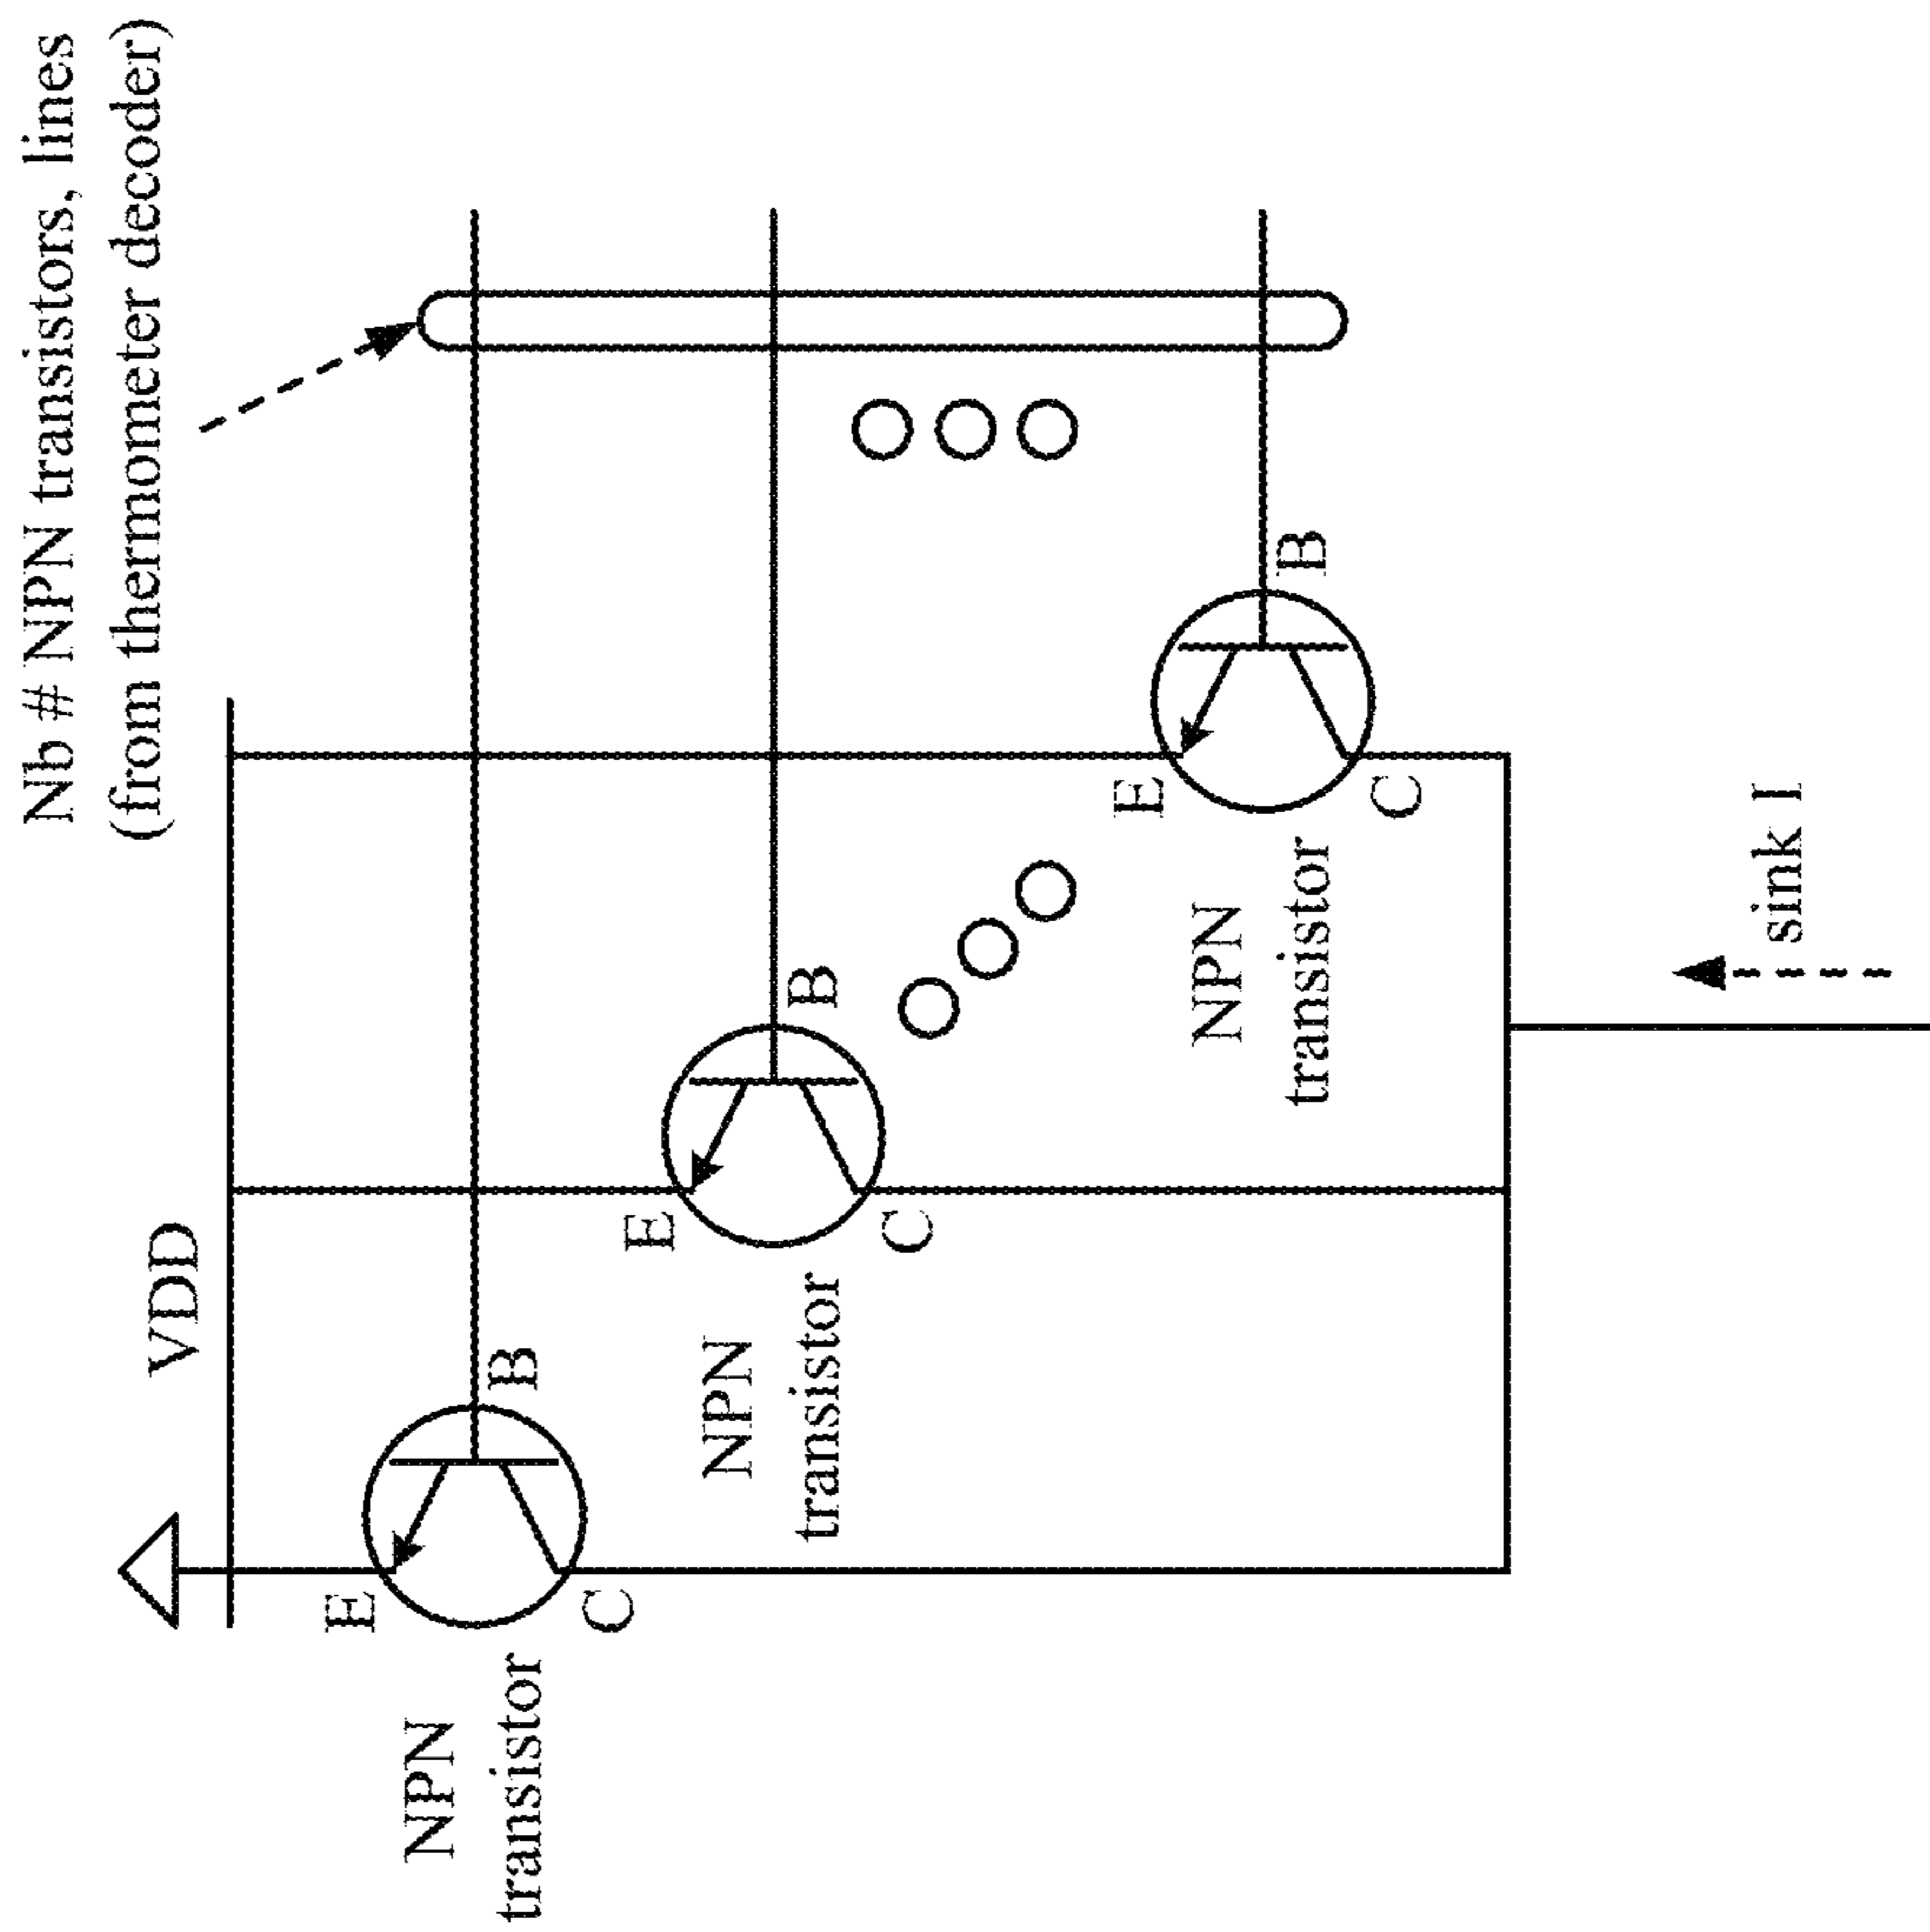 Nb # NPN transistors, lines
(from thermometer decoder)
VDD
NPN
transistor
E
B
C
NPN
transistor
E
B
C
NPN
transistor
E
B
C
sink I